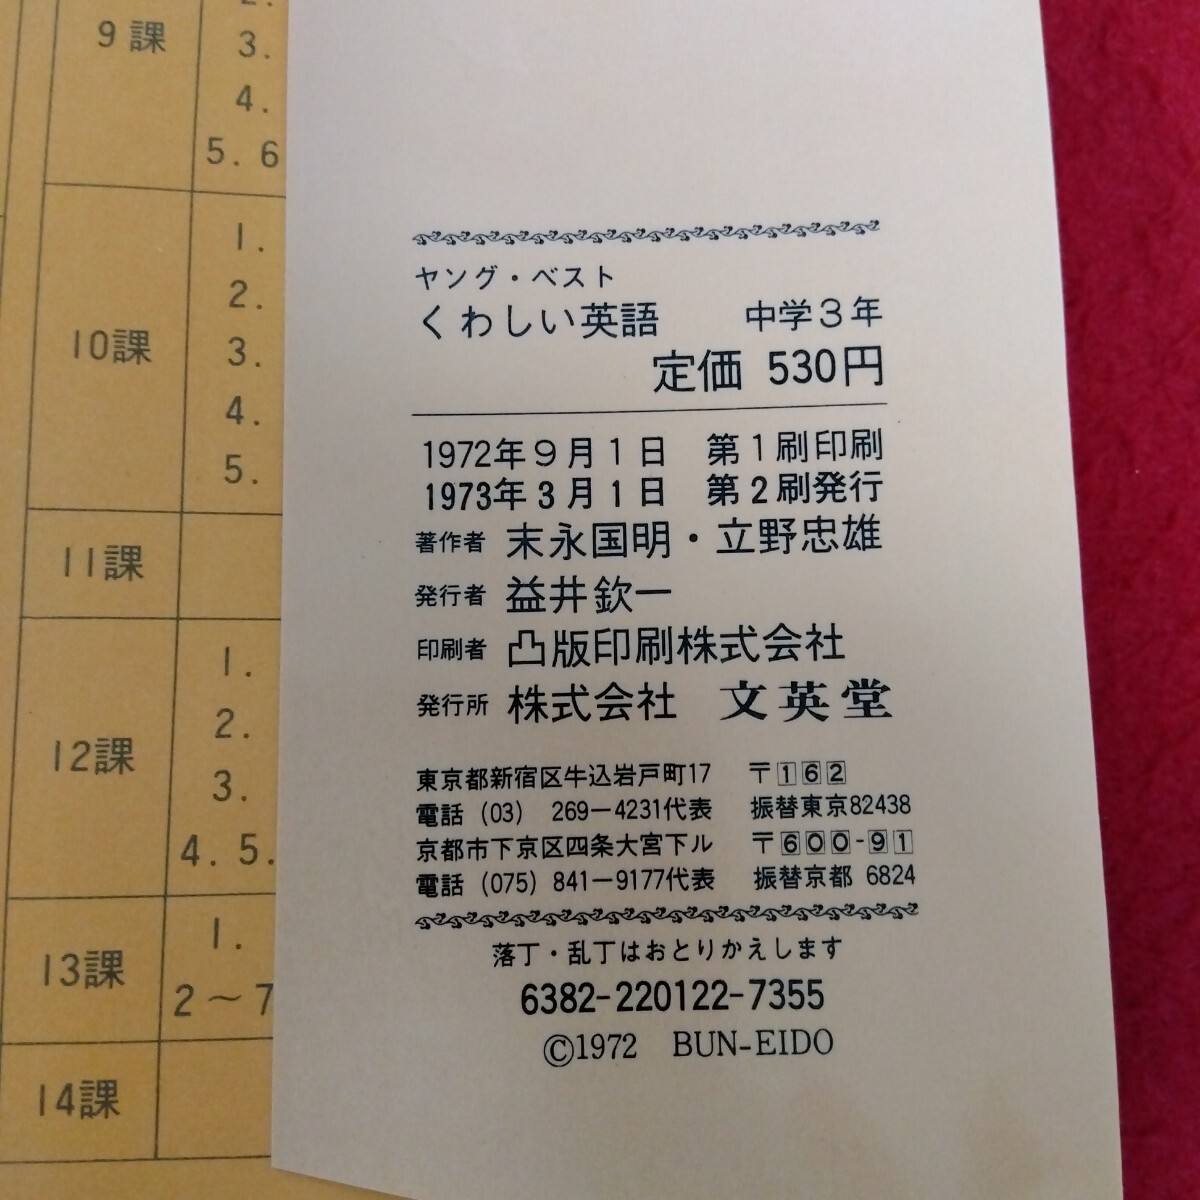 9課
2.
3.
4.
5.6
10課
1.
2.
3.
4.
5.
11課
12課
1.
2.
3.
4.5.
13課
1.
2〜7
14課
ヤング・ベスト
くわしい英語 中学3年
定価 530円
1972年9月1日 第1刷印刷
1973年3月1日 第2刷発行
著作者 末永国明・立野忠雄
発行者 益井欽一
印刷者 凸版印刷株式会社
発行所 株式会社 文英堂
東京都新宿区牛込岩戸町17 〒162
電話 (03) 269-4231代表 振替東京82438
京都市下京区四条大宮下ル 〒600-91
電話 (075) 841-9177代表 振替京都 6824
落丁・乱丁はおとりかえします
6382-220122-7355
©1972 BUN-EIDO